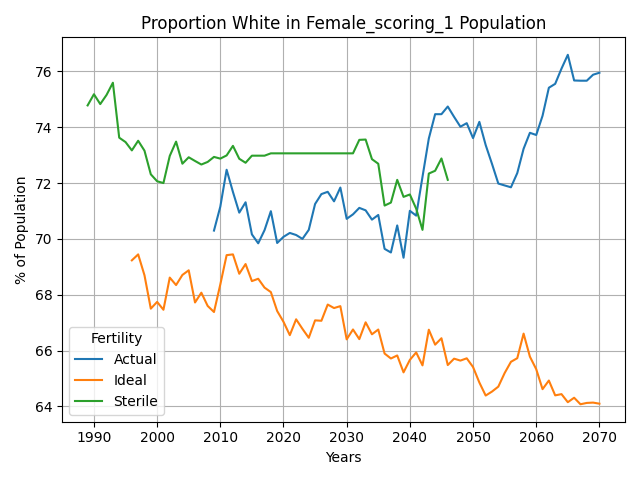 Proportion White in Female_scoring_1 Population
% of Population
76
74
72
70
68
66
64
Fertility
Actual
Ideal
Sterile
1990 2000 2010 2020 2030 2040 2050 2060 2070
Years